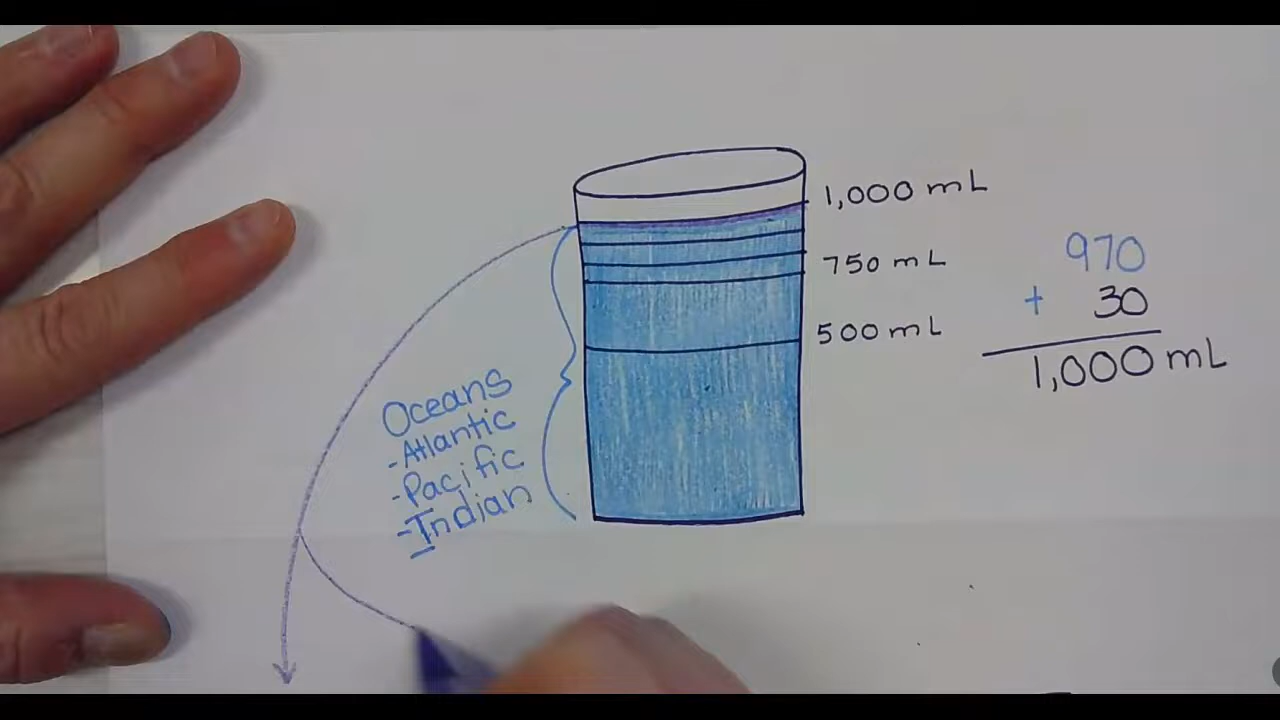 1,000 mL
750 mL
500 mL
970
+ 30
1,000 mL
Oceans
-Atlantic
-Pacific
-Indian